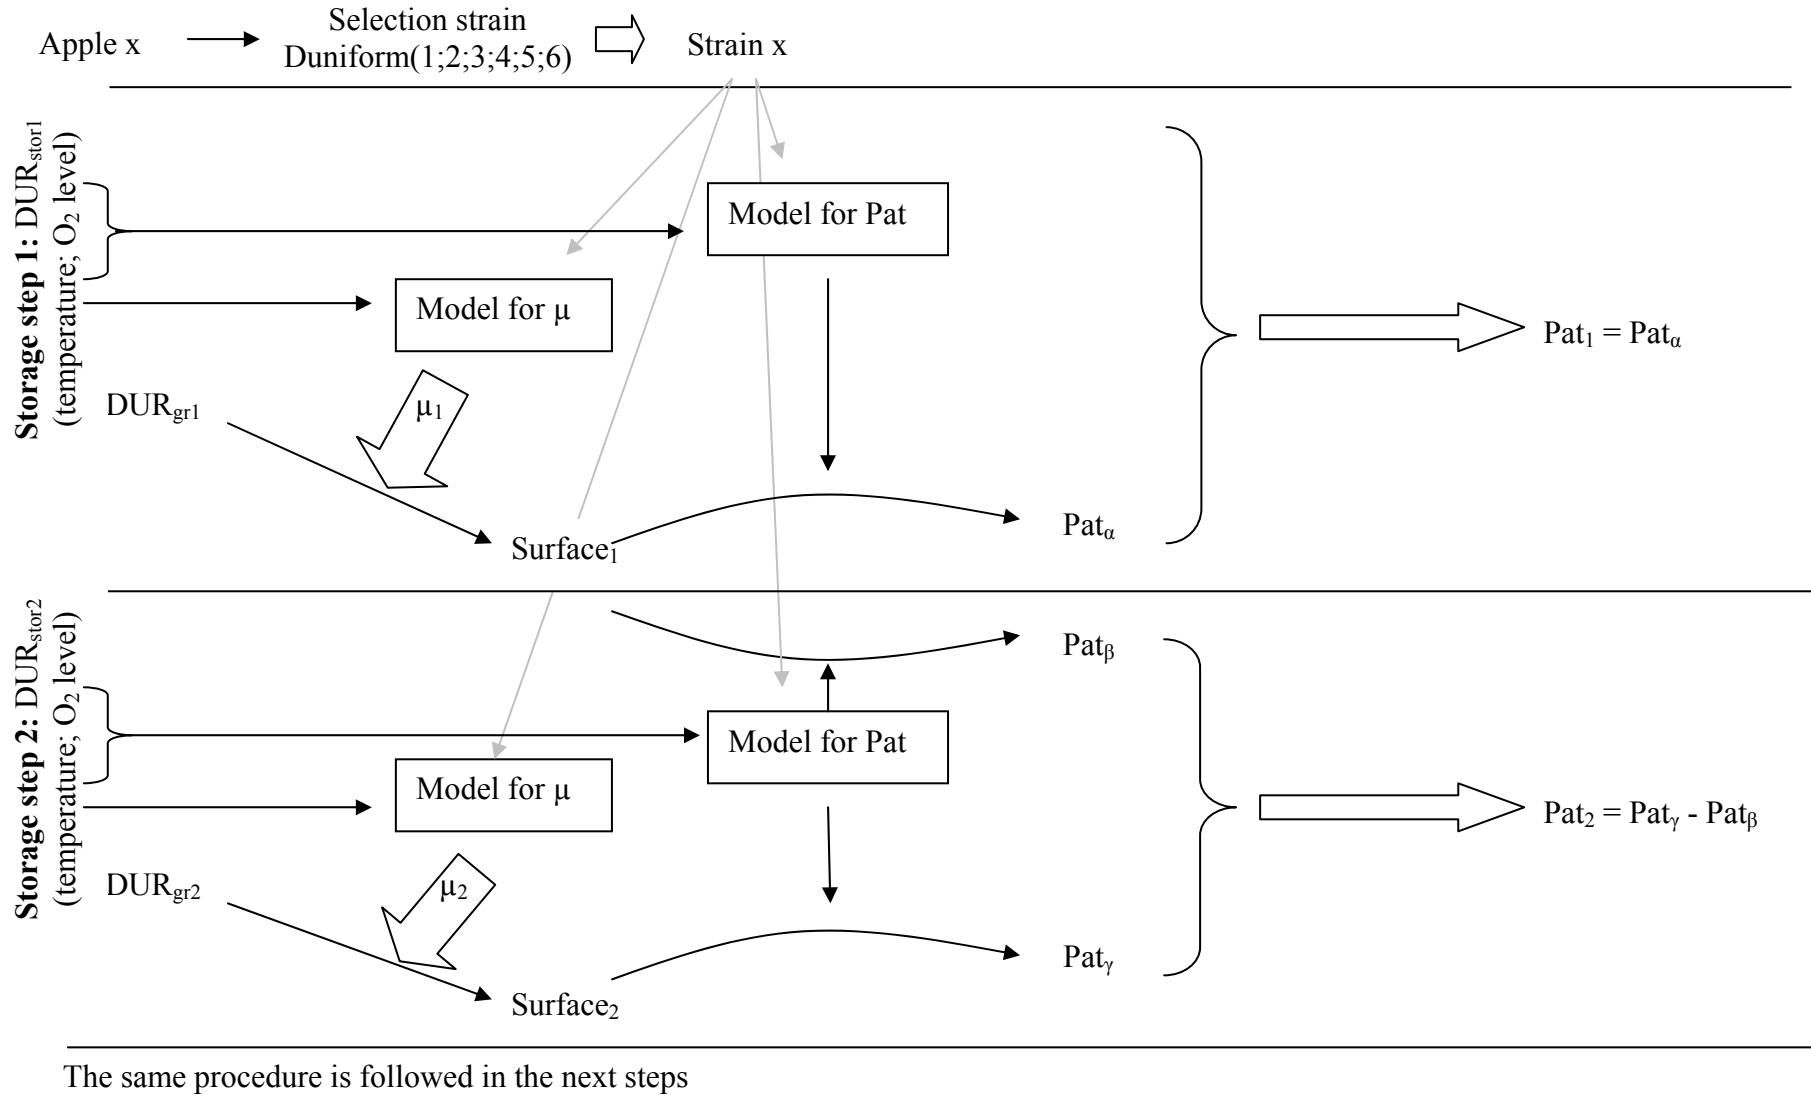 Apple x
Selection strain
Duniform(1;2;3;4;5;6)
Strain x
Storage step 1: DURstor1
(temperature; O2 level)
Model for Pat
Model for μ
Pat1 = Patα
DURgr1
μ1
Surface1
Patα
Storage step 2: DURstor2
(temperature; O2 level)
Patβ
Model for Pat
Model for μ
Pat2 = Patγ - Patβ
DURgr2
μ2
Patγ
Surface2
The same procedure is followed in the next steps